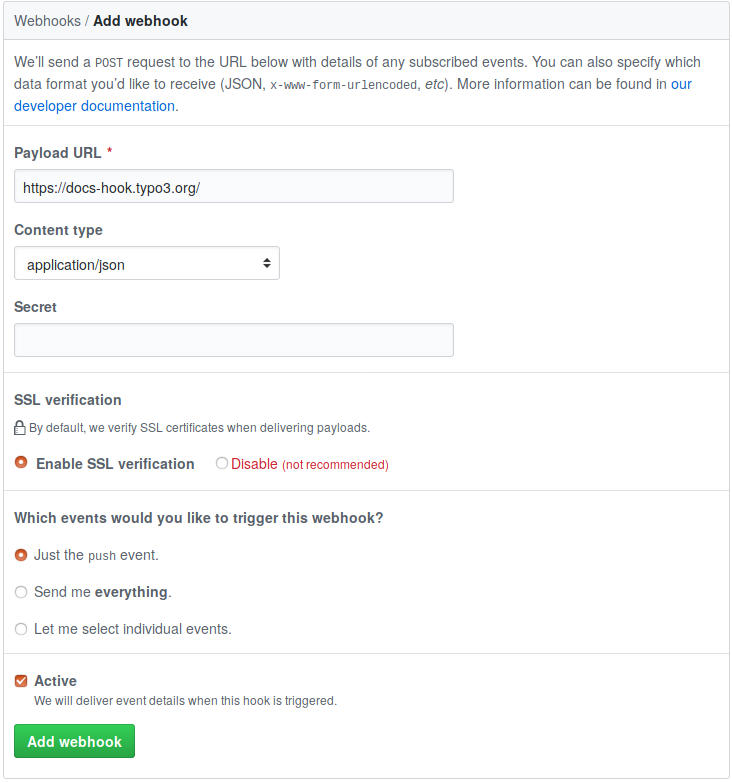 Webhooks / Add webhook
We’ll send a POST request to the URL below with details of any subscribed events. You can also specify which
data format you’d like to receive (JSON, x-www-form-urlencoded, etc). More information can be found in our
developer documentation.
Payload URL *
https://docs-hook.typo3.org/
Content type
application/json
Secret
SSL verification
By default, we verify SSL certificates when delivering payloads.
Enable SSL verification Disable (not recommended)
Which events would you like to trigger this webhook?
Just the push event.
Send me everything.
Let me select individual events.
Active
We will deliver event details when this hook is triggered.
Add webhook